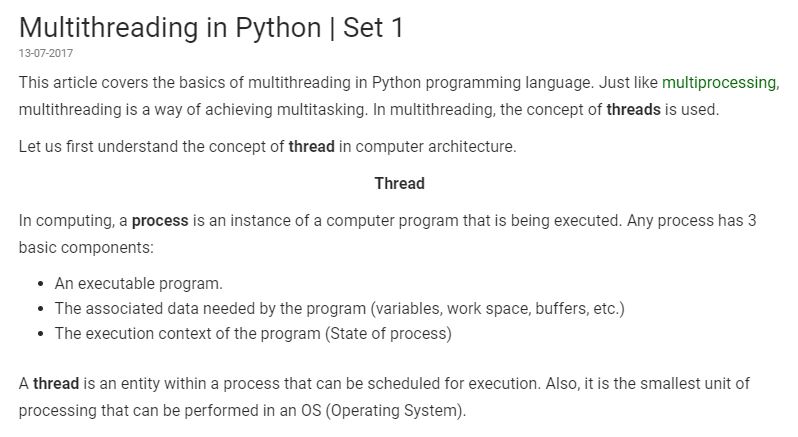 Multithreading in Python | Set 1
13-07-2017
This article covers the basics of multithreading in Python programming language. Just like multiprocessing,
multithreading is a way of achieving multitasking. In multithreading, the concept of threads is used.
Let us first understand the concept of thread in computer architecture.
Thread
In computing, a process is an instance of a computer program that is being executed. Any process has 3
basic components:
• An executable program.
• The associated data needed by the program (variables, work space, buffers, etc.)
• The execution context of the program (State of process)
A thread is an entity within a process that can be scheduled for execution. Also, it is the smallest unit of
processing that can be performed in an OS (Operating System).